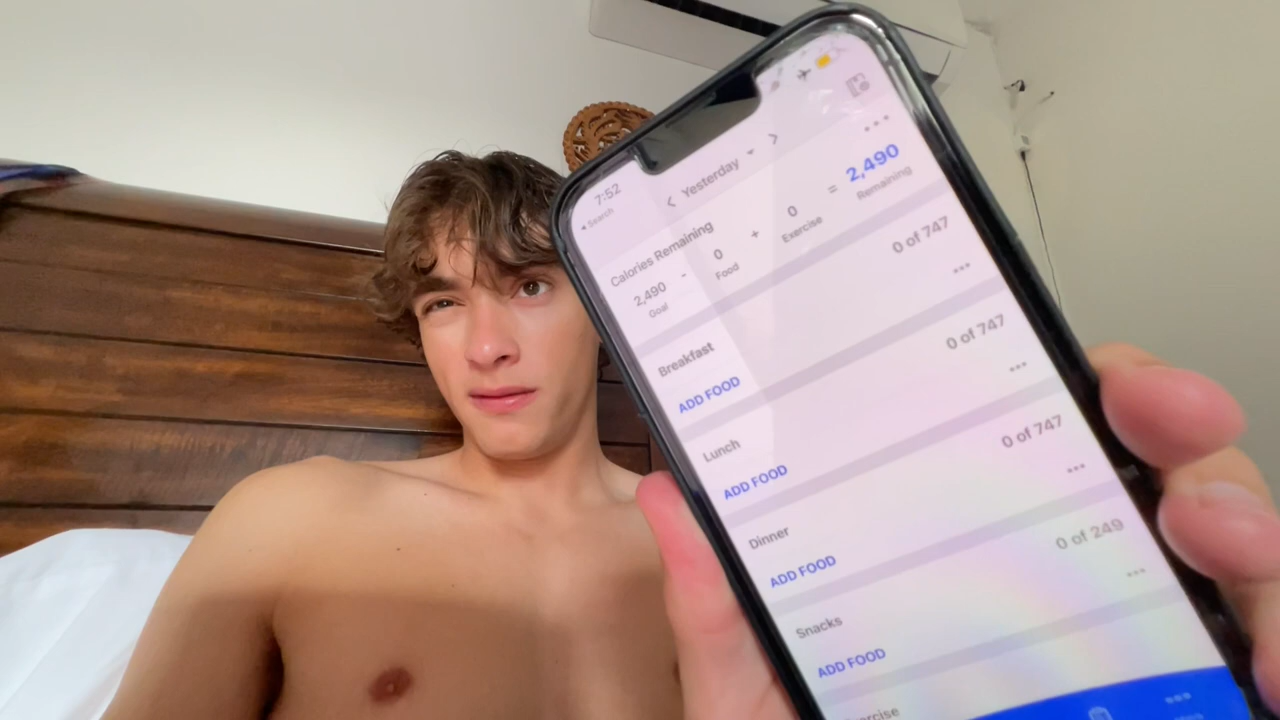 7:52
Search
Yesterday
Calories Remaining
2,490 - 0 + 0 = 2,490
Goal Food Exercise Remaining
Breakfast 0 of 747
ADD FOOD
Lunch 0 of 747
ADD FOOD
Dinner 0 of 747
ADD FOOD
Snacks 0 of 249
ADD FOOD